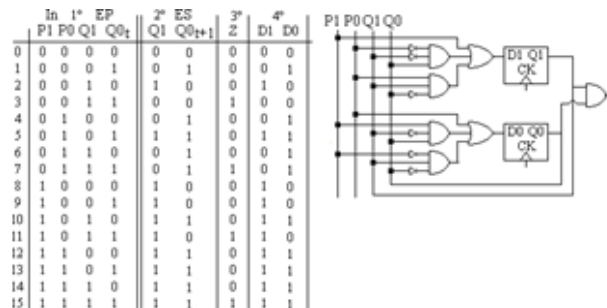 In 1° EP 2° ES 3° 4°
P1 P0 Q1 Q0t Q1 Q0t+1 Z D1 D0
0 0 0 0 0 0 0 0 0 0
1 0 0 0 1 0 1 0 0 1
2 0 0 1 0 1 0 0 1 0
3 0 0 1 1 0 0 1 0 0
4 0 1 0 0 0 1 0 0 1
5 0 1 0 1 1 1 0 1 1
6 0 1 1 0 0 1 0 0 1
7 0 1 1 1 0 1 1 0 1
8 1 0 0 0 1 0 0 1 0
9 1 0 0 1 1 0 0 1 0
10 1 0 1 0 1 1 0 1 1
11 1 0 1 1 1 0 1 1 0
12 1 1 0 0 1 1 0 1 1
13 1 1 0 1 1 1 0 1 1
14 1 1 1 0 1 1 0 1 1
15 1 1 1 1 1 1 1 1 1
P1 P0 Q1 Q0
D1 Q1
CK
D0 Q0
CK